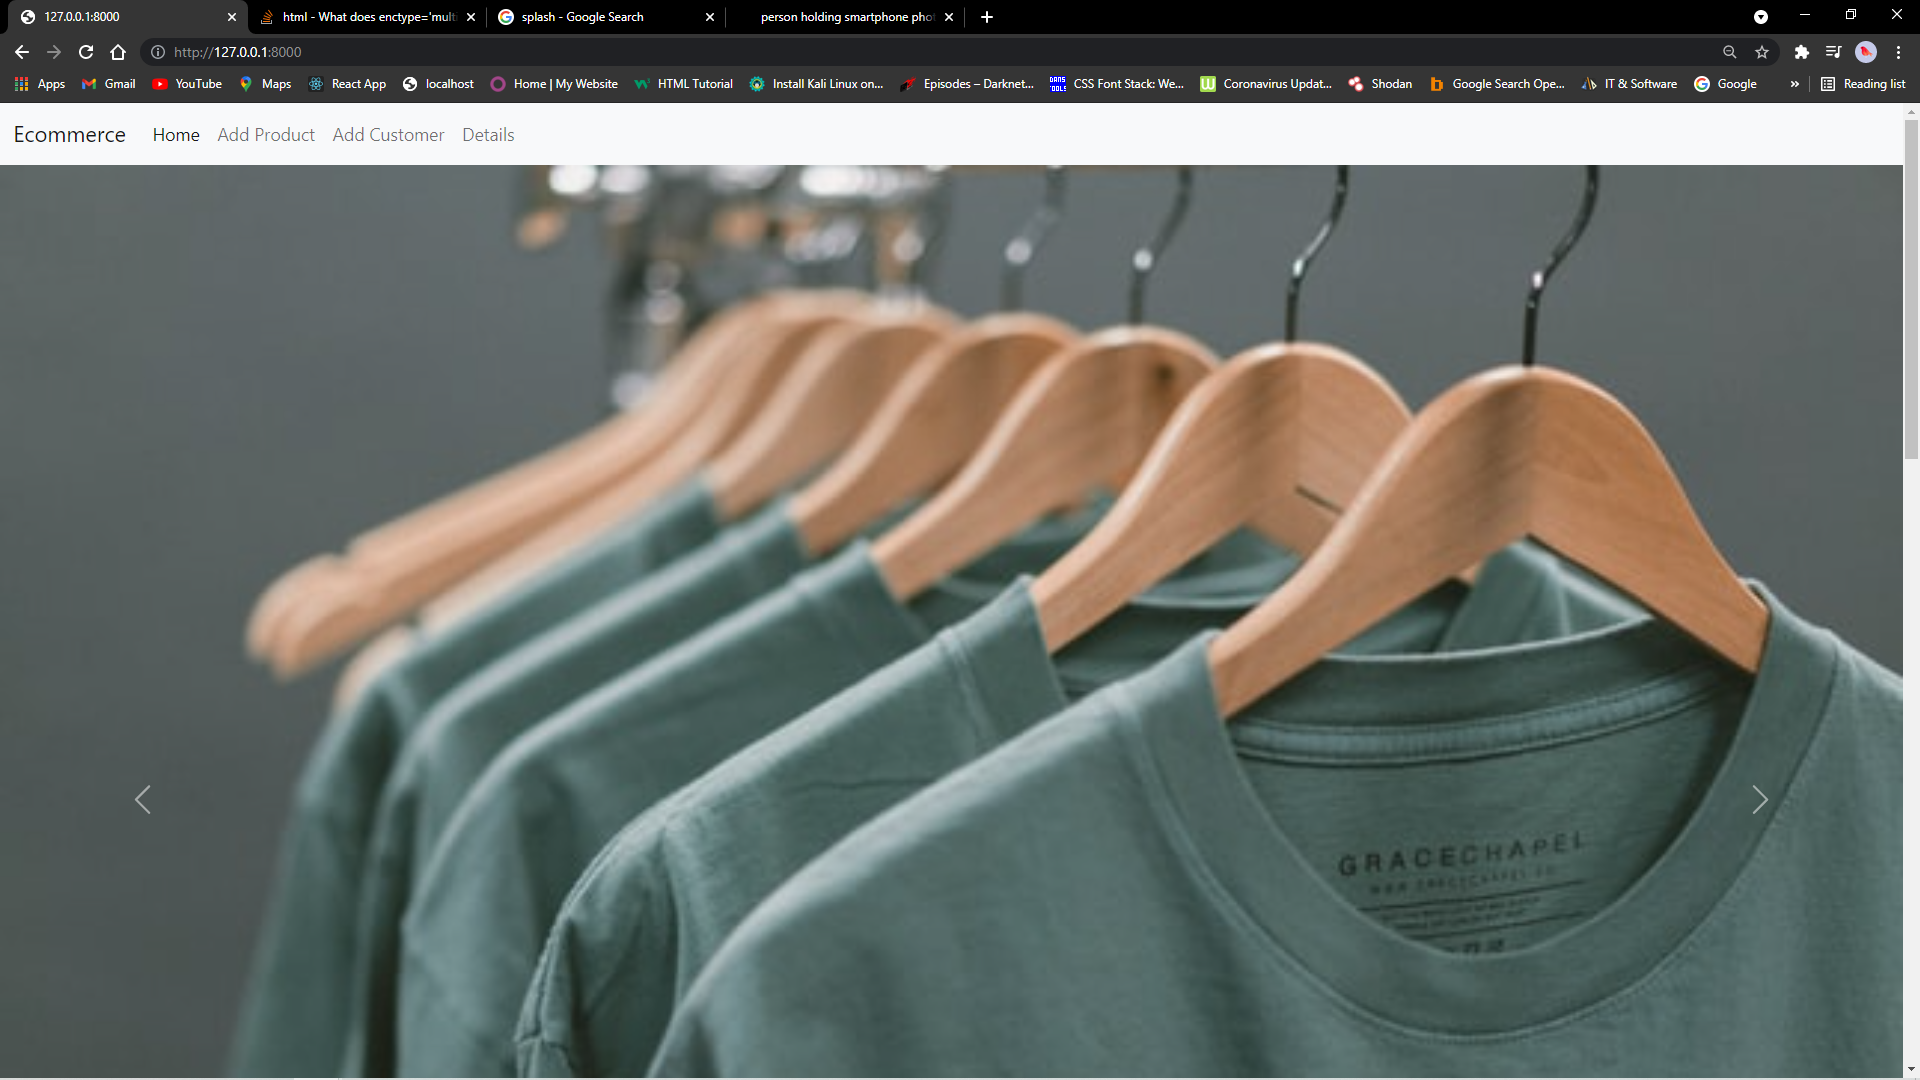 127.0.0.1:8000
html - What does enctype='multi
splash - Google Search
person holding smartphone pho
http://127.0.0.1:8000
Apps
Gmail
YouTube
Maps
React App
localhost
Home | My Website
HTML Tutorial
Install Kali Linux on...
Episodes – Darknet...
CSS Font Stack: We...
Coronavirus Updat...
Shodan
Google Search Ope...
IT & Software
Google
»
Reading list
Ecommerce
Home
Add Product
Add Customer
Details
GRACECHAPEL